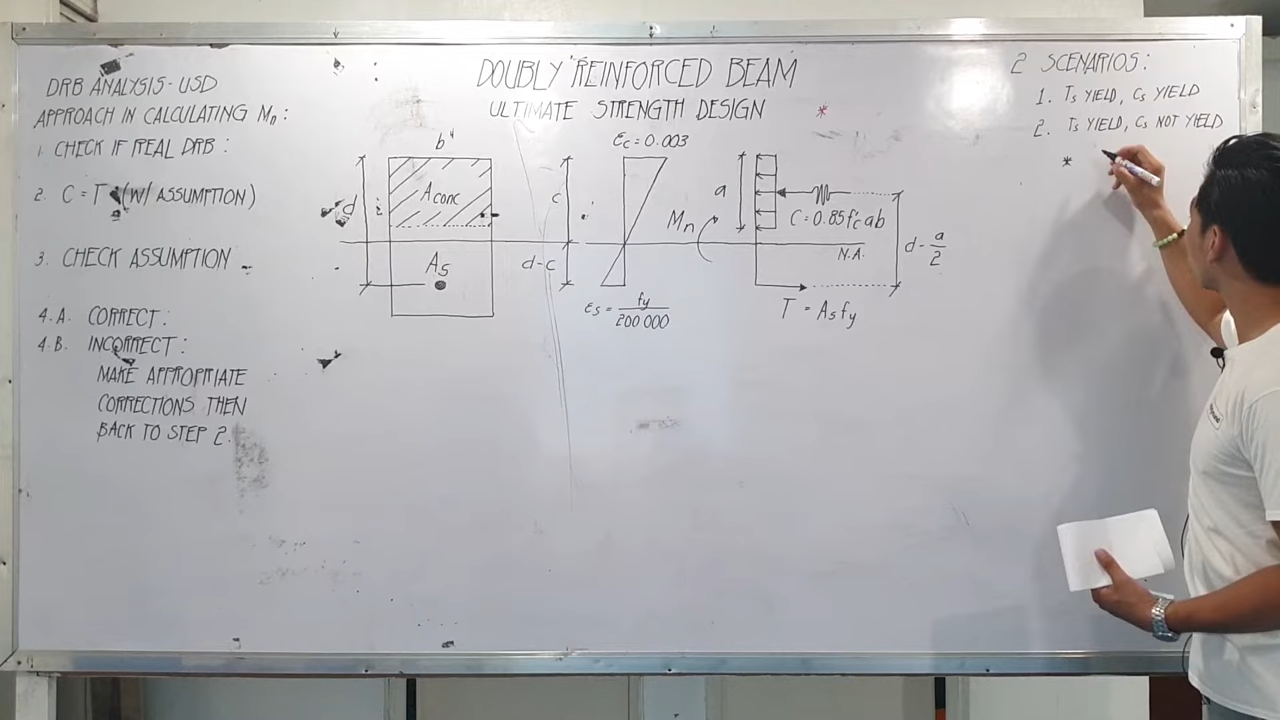 DOUBLY REINFORCED BEAM
ULTIMATE STRENGTH DESIGN *
DRB ANALYSIS - USD
APPROACH IN CALCULATING Mn :
1. CHECK IF REAL DRB :
2. C = T (W/ ASSUMPTION)
3. CHECK ASSUMPTION
4.A. CORRECT :
4.B. INCORRECT :
MAKE APPROPRIATE
CORRECTIONS THEN
BACK TO STEP 2.
b
d
Aconc
As
εc = 0.003
c
d-c
εs = fy/200 000
Mn
a
C = 0.85f'c ab
N.A.
d - a/2
T = As fy
2 SCENARIOS :
1. Ts YIELD, Cs YIELD
2. Ts YIELD, Cs NOT YIELD
*